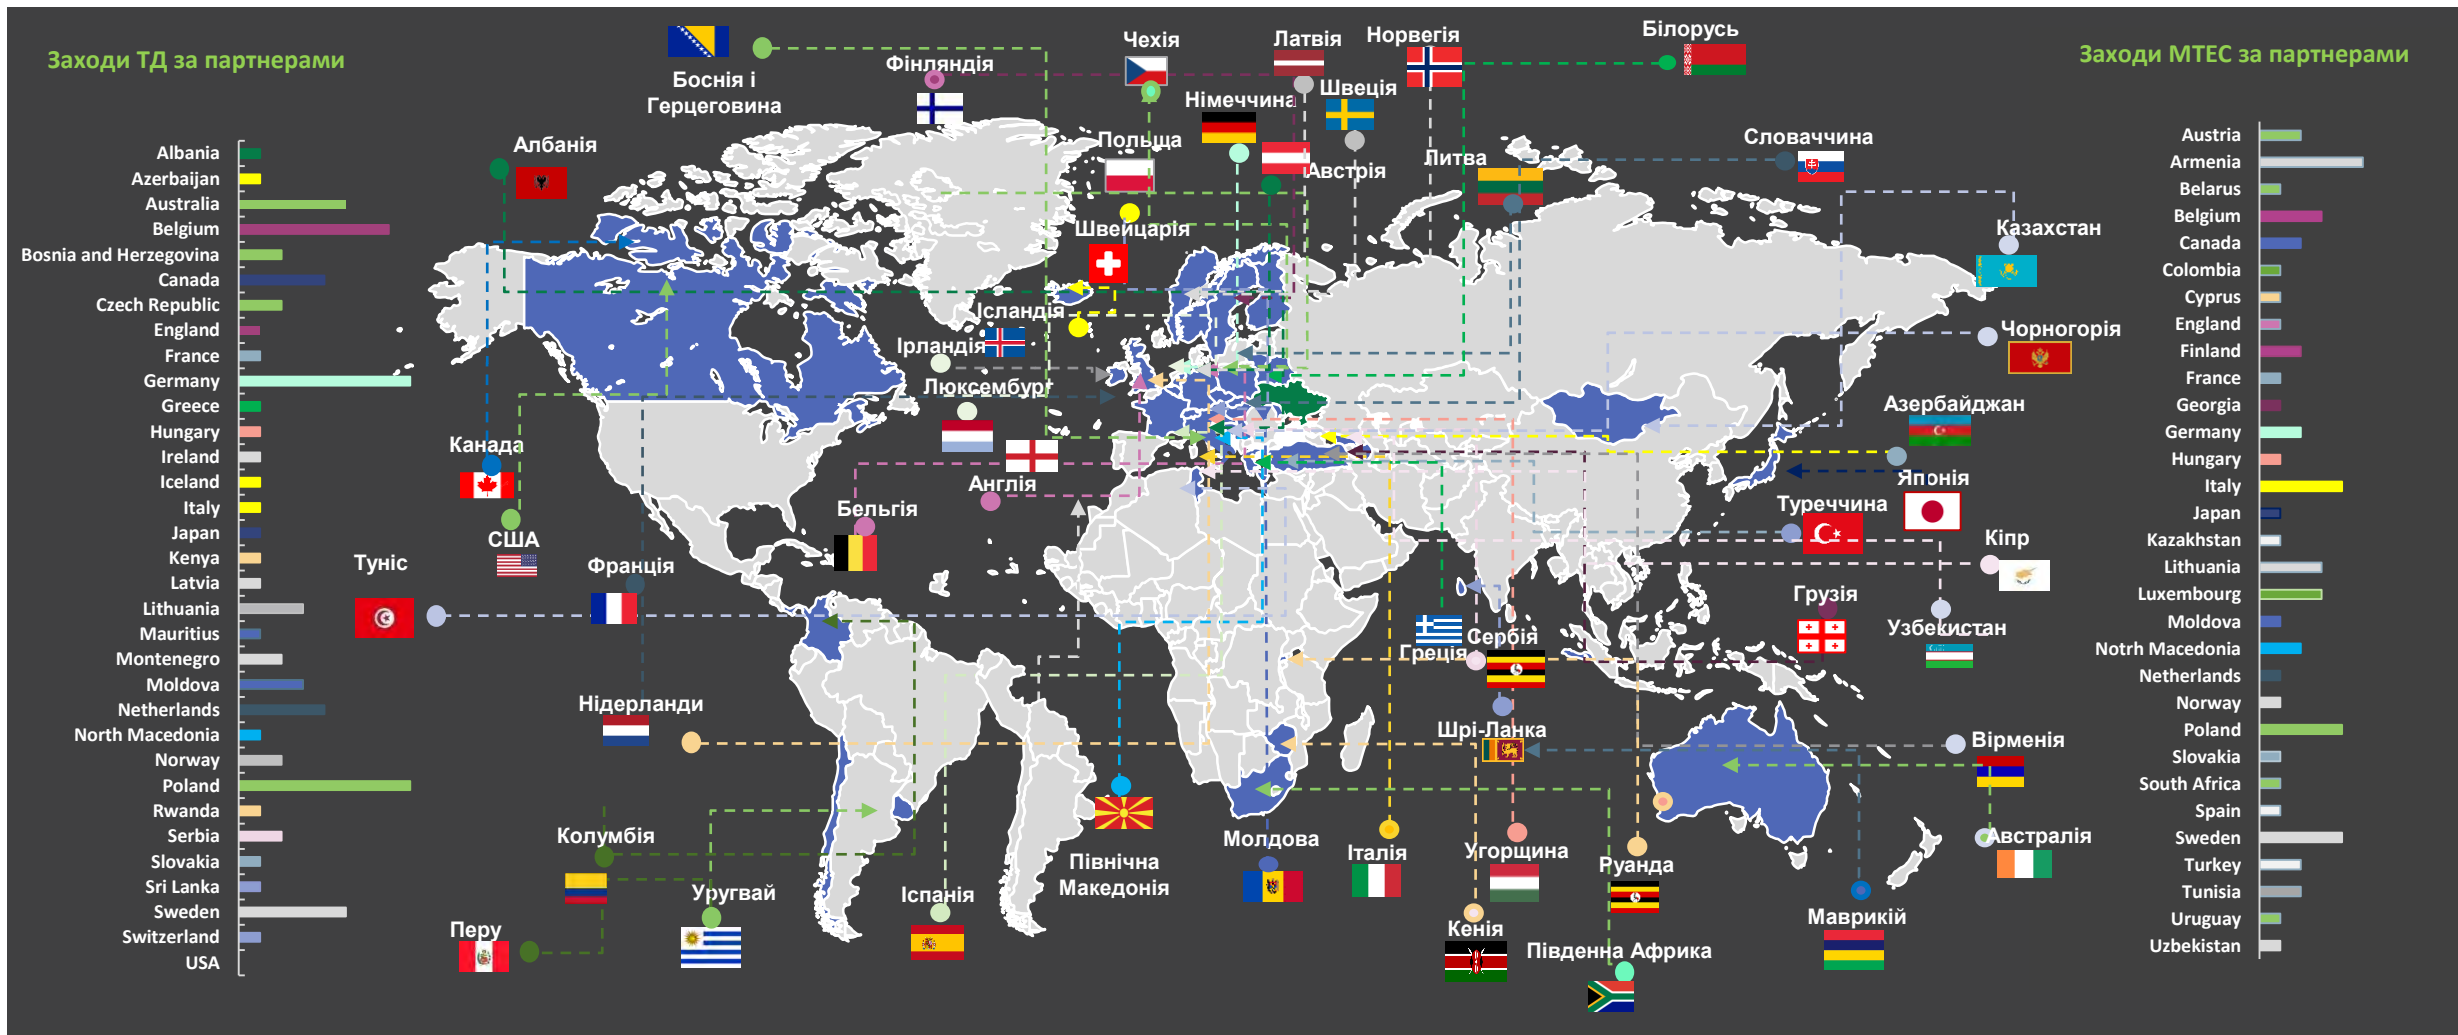 Заходи ТД за партнерами
Albania
Azerbaijan
Australia
Belgium
Bosnia and Herzegovina
Canada
Czech Republic
England
France
Germany
Greece
Hungary
Ireland
Iceland
Italy
Japan
Kenya
Latvia
Lithuania
Mauritius
Montenegro
Moldova
Netherlands
North Macedonia
Norway
Poland
Rwanda
Serbia
Slovakia
Sri Lanka
Sweden
Switzerland
USA
Боснія і
Герцеговина
Фінляндія
Чехія
Латвія
Норвегія
Білорусь
Німеччина
Швеція
Албанія
Польща
Австрія
Литва
Словаччина
Швейцарія
Казахстан
Ісландія
Ірландія
Чорногорія
Люксембург
Азербайджан
Канада
Англія
Японія
Бельгія
Туреччина
США
Кіпр
Туніс
Франція
Грузія
Узбекистан
Сербія
Греція
Нідерланди
Шрі-Ланка
Вірменія
Колумбія
Молдова
Італія
Угорщина
Австралія
Північна
Македонія
Руанда
Уругвай
Іспанія
Маврикій
Перу
Кенія
Південна Африка
Заходи МТЕС за партнерами
Austria
Armenia
Belarus
Belgium
Canada
Colombia
Cyprus
England
Finland
France
Georgia
Germany
Hungary
Italy
Japan
Kazakhstan
Lithuania
Luxembourg
Moldova
Notrh Macedonia
Netherlands
Norway
Poland
Slovakia
South Africa
Spain
Sweden
Turkey
Tunisia
Uruguay
Uzbekistan